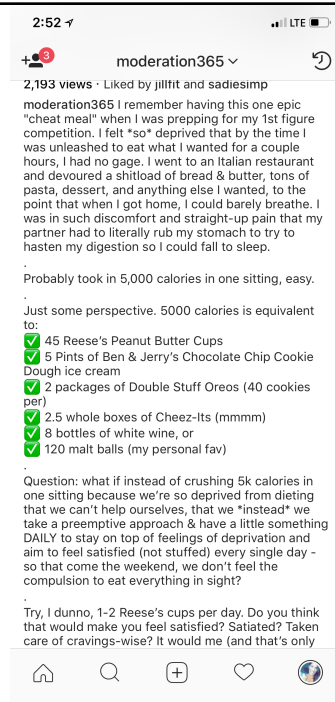 2:52
LTE
3
moderation365
2,193 views · Liked by jillfit and sadiesimp
moderation365 I remember having this one epic
"cheat meal" when I was prepping for my 1st figure
competition. I felt *so* deprived that by the time I
was unleashed to eat what I wanted for a couple
hours, I had no gage. I went to an Italian restaurant
and devoured a shitload of bread & butter, tons of
pasta, dessert, and anything else I wanted, to the
point that when I got home, I could barely breathe. I
was in such discomfort and straight-up pain that my
partner had to literally rub my stomach to try to
hasten my digestion so I could fall to sleep.
.
Probably took in 5,000 calories in one sitting, easy.
.
Just some perspective. 5000 calories is equivalent
to:
✅ 45 Reese's Peanut Butter Cups
✅ 5 Pints of Ben & Jerry's Chocolate Chip Cookie
Dough ice cream
✅ 2 packages of Double Stuff Oreos (40 cookies
per)
✅ 2.5 whole boxes of Cheez-Its (mmmm)
✅ 8 bottles of white wine, or
✅ 120 malt balls (my personal fav)
.
Question: what if instead of crushing 5k calories in
one sitting because we're so deprived from dieting
that we can't help ourselves, that we *instead* we
take a preemptive approach & have a little something
DAILY to stay on top of feelings of deprivation and
aim to feel satisfied (not stuffed) every single day -
so that come the weekend, we don't feel the
compulsion to eat everything in sight?
.
Try, I dunno, 1-2 Reese's cups per day. Do you think
that would make you feel satisfied? Satiated? Taken
care of cravings-wise? It would me (and that's only